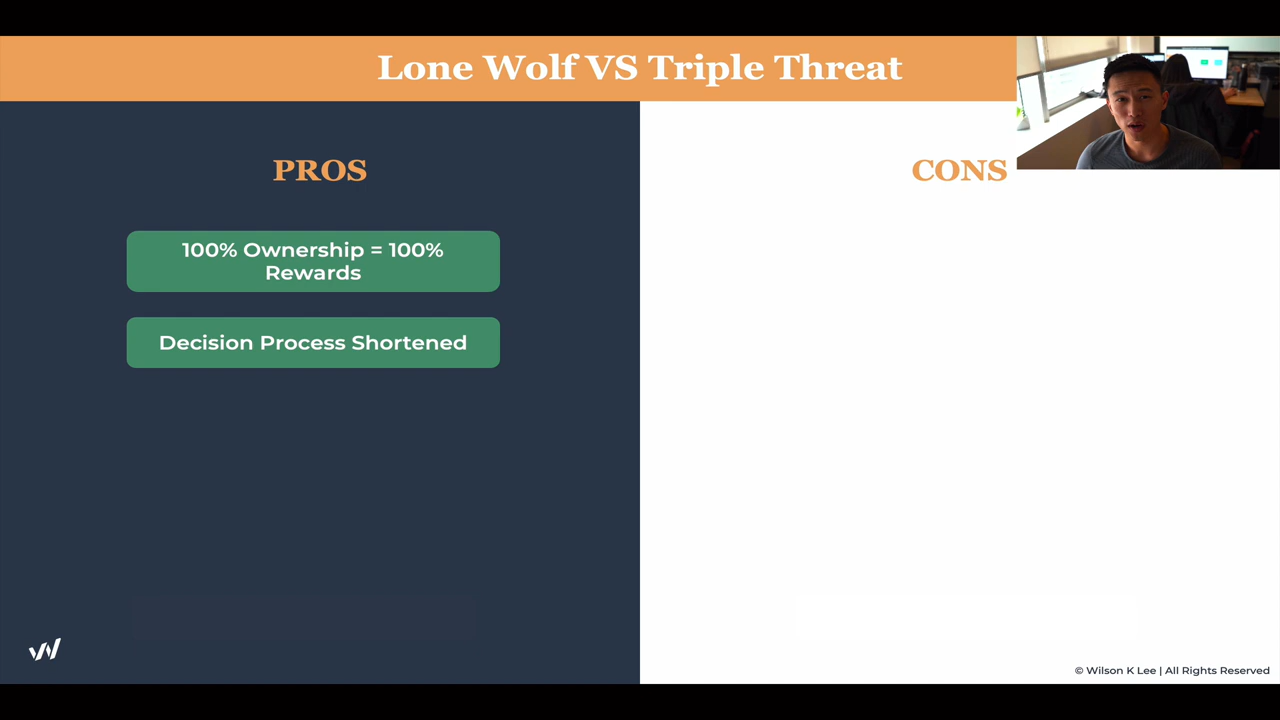 Lone Wolf VS Triple Threat
PROS
100% Ownership = 100%
Rewards
Decision Process Shortened
CONS
© Wilson K Lee | All Rights Reserved